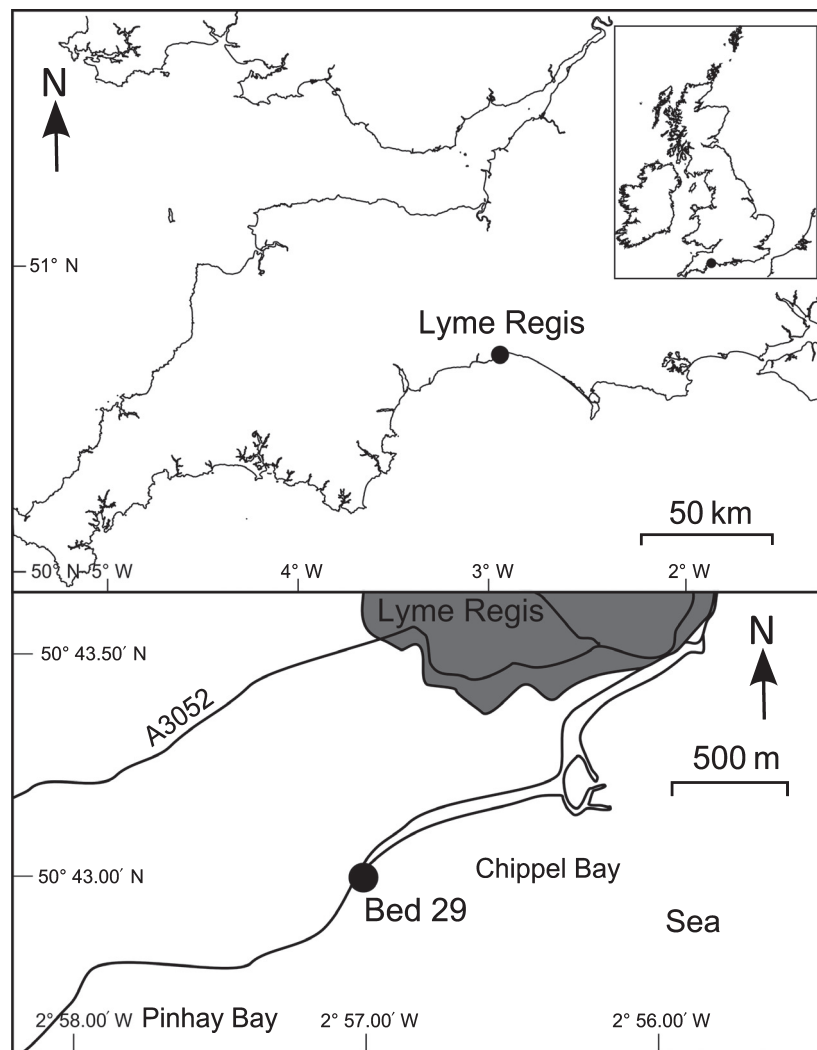 N
51° N
Lyme Regis
50 km
50° N 5° W
4° W
3° W
2° W
Lyme Regis
N
50° 43.50′ N
A3052
500 m
50° 43.00′ N
Chippel Bay
Bed 29
Sea
2° 58.00′ W
Pinhay Bay
2° 57.00′ W
2° 56.00′ W